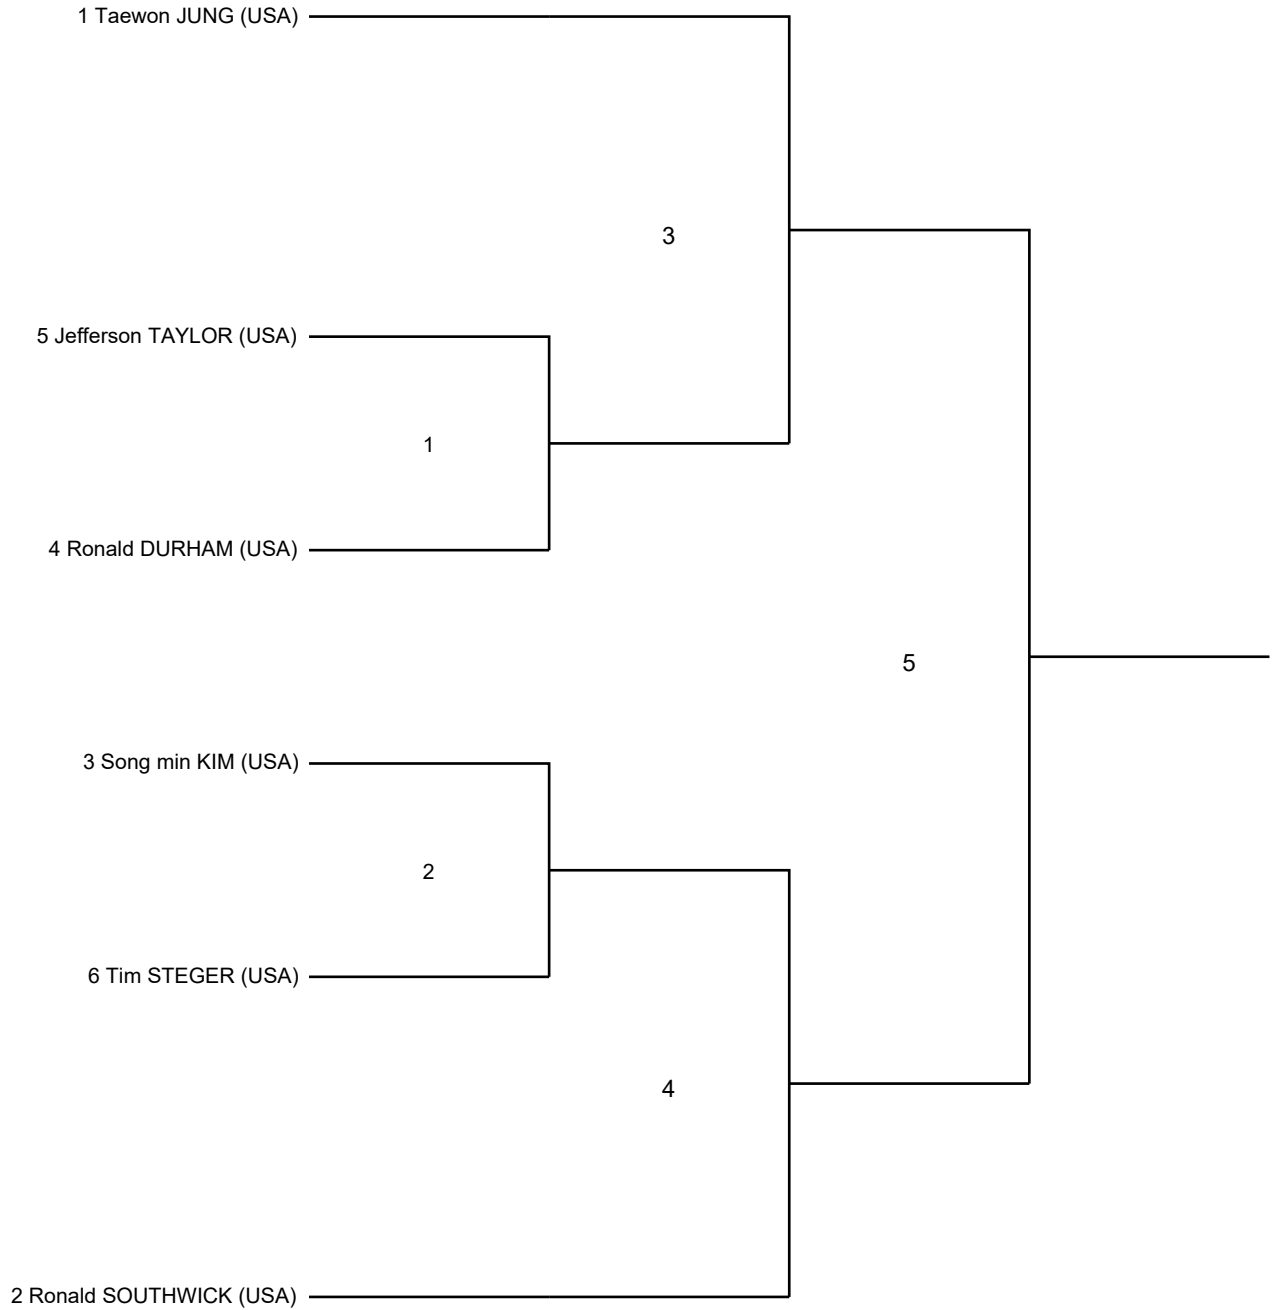 1 Taewon JUNG (USA)
3
5 Jefferson TAYLOR (USA)
1
4 Ronald DURHAM (USA)
5
3 Song min KIM (USA)
2
6 Tim STEGER (USA)
4
2 Ronald SOUTHWICK (USA)